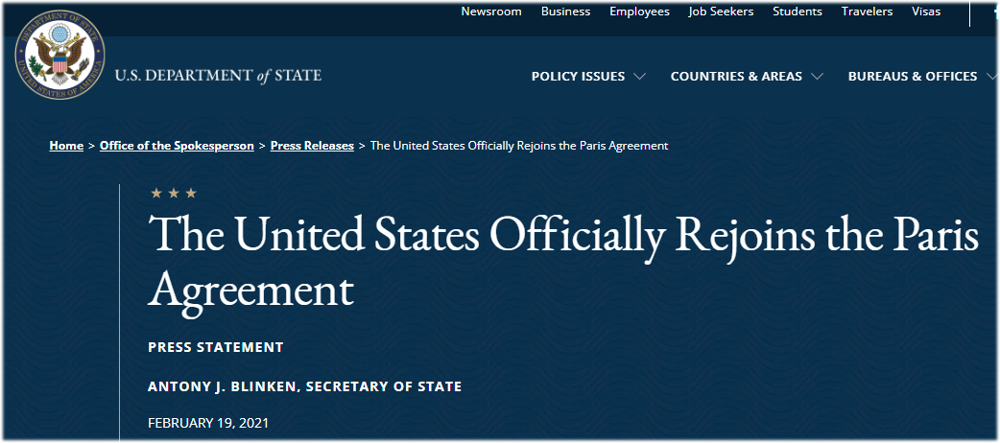 Newsroom Business Employees Job Seekers Students Travelers Visas
DEPARTMENT OF STATE
UNITED STATES OF AMERICA
U.S. DEPARTMENT of STATE
POLICY ISSUES COUNTRIES & AREAS BUREAUS & OFFICES
Home > Office of the Spokesperson > Press Releases > The United States Officially Rejoins the Paris Agreement
The United States Officially Rejoins the Paris
Agreement
PRESS STATEMENT
ANTONY J. BLINKEN, SECRETARY OF STATE
FEBRUARY 19, 2021